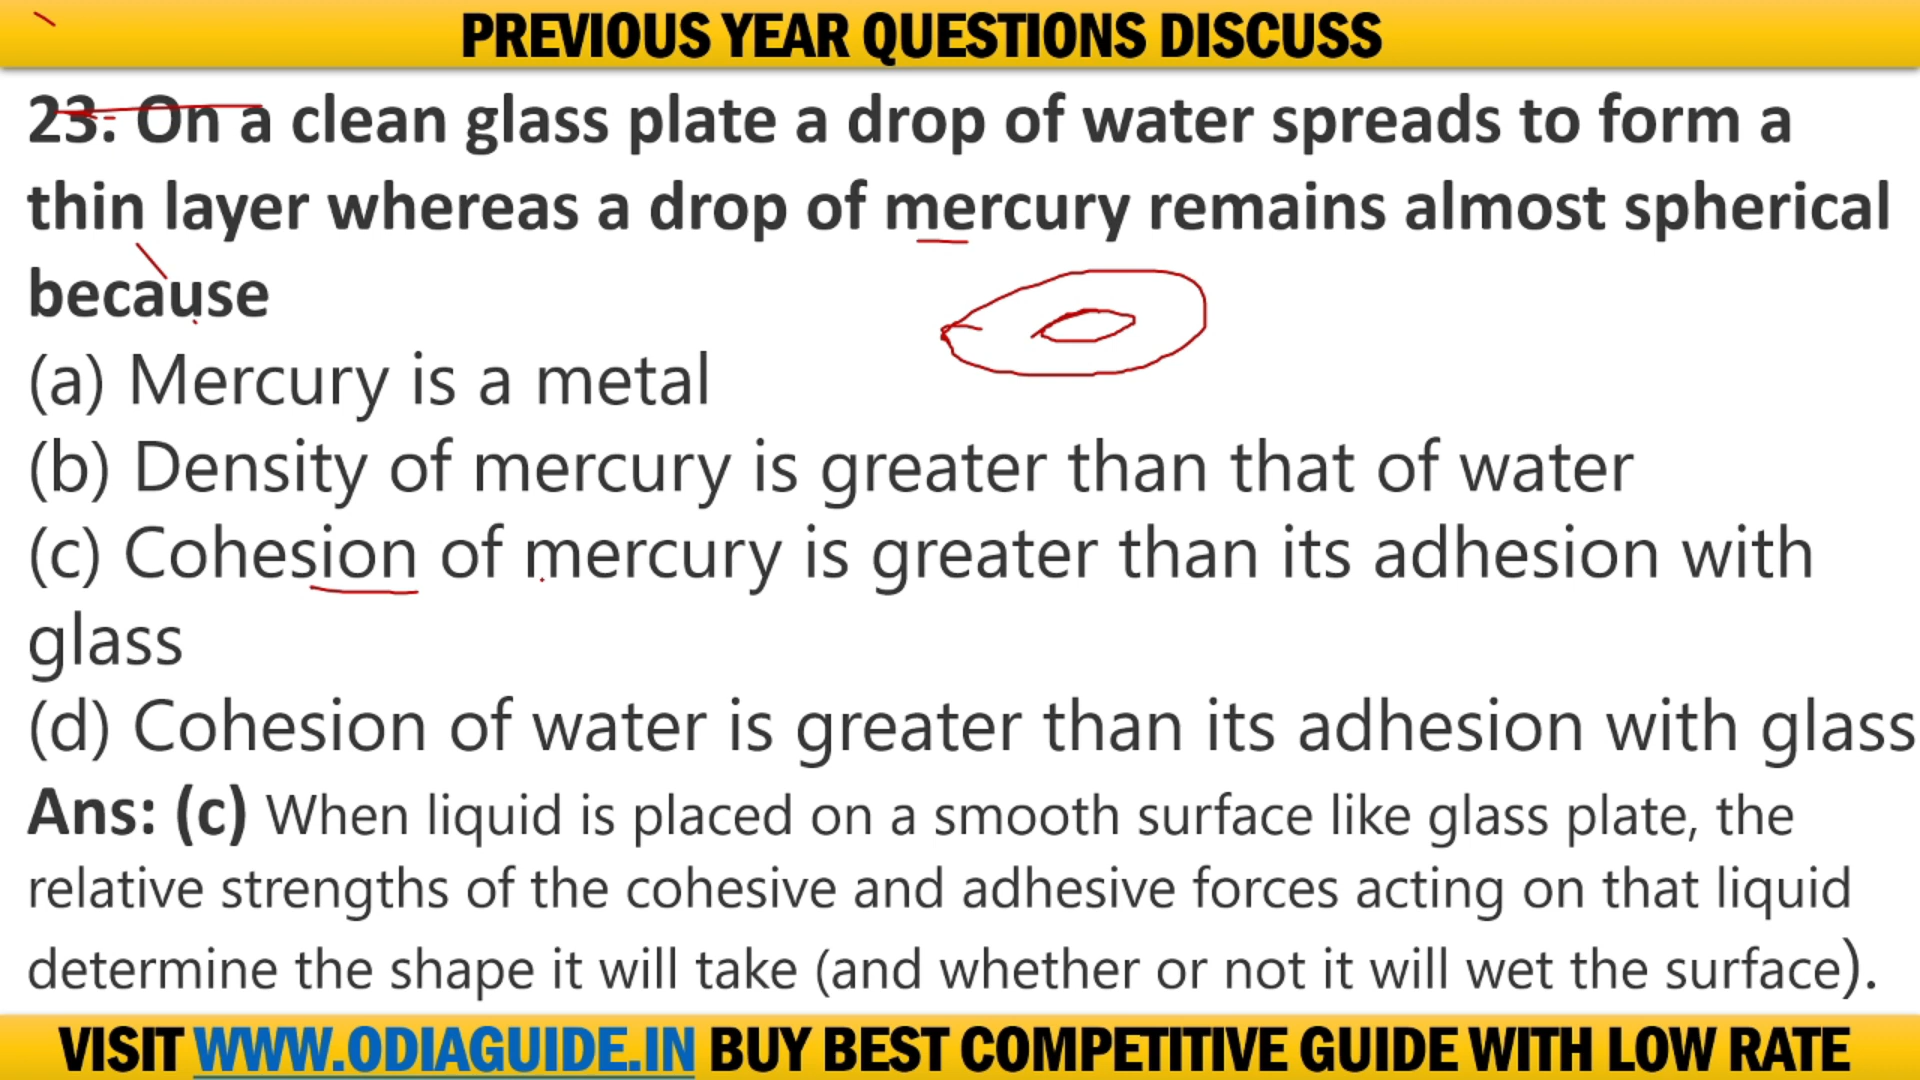 PREVIOUS YEAR QUESTIONS DISCUSS
23. On a clean glass plate a drop of water spreads to form a
thin layer whereas a drop of mercury remains almost spherical
because
(a) Mercury is a metal
(b) Density of mercury is greater than that of water
(c) Cohesion of mercury is greater than its adhesion with
glass
(d) Cohesion of water is greater than its adhesion with glass
Ans: (c) When liquid is placed on a smooth surface like glass plate, the
relative strengths of the cohesive and adhesive forces acting on that liquid
determine the shape it will take (and whether or not it will wet the surface).
VISIT WWW.ODIAGUIDE.IN BUY BEST COMPETITIVE GUIDE WITH LOW RATE